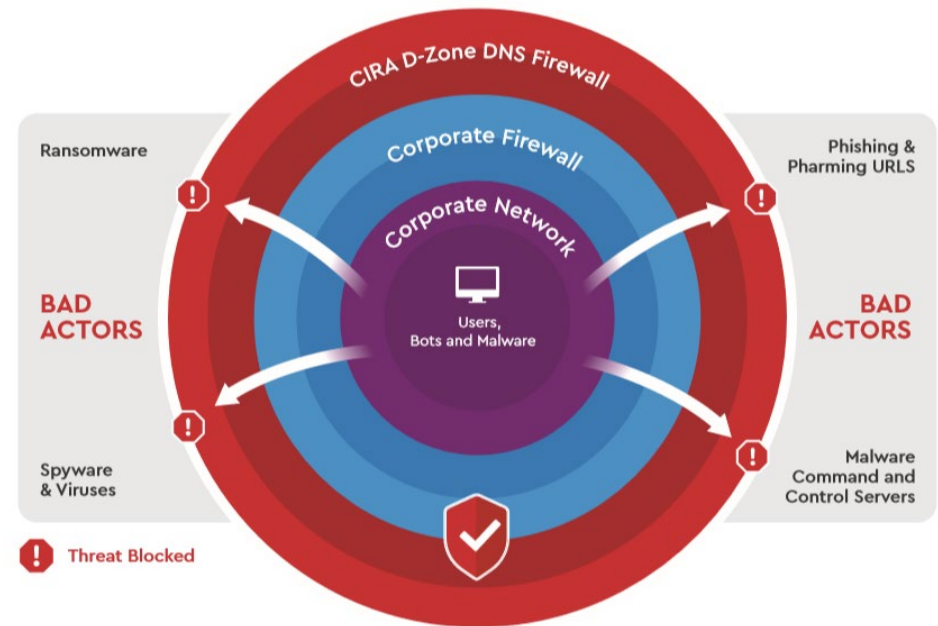 CIRA D-Zone DNS Firewall
Corporate Firewall
Corporate Network
Users,
Bots and Malware
Ransomware
BAD
ACTORS
Spyware
& Viruses
Phishing &
Pharming URLS
BAD
ACTORS
Malware
Command and
Control Servers
! Threat Blocked
!
!
!
!